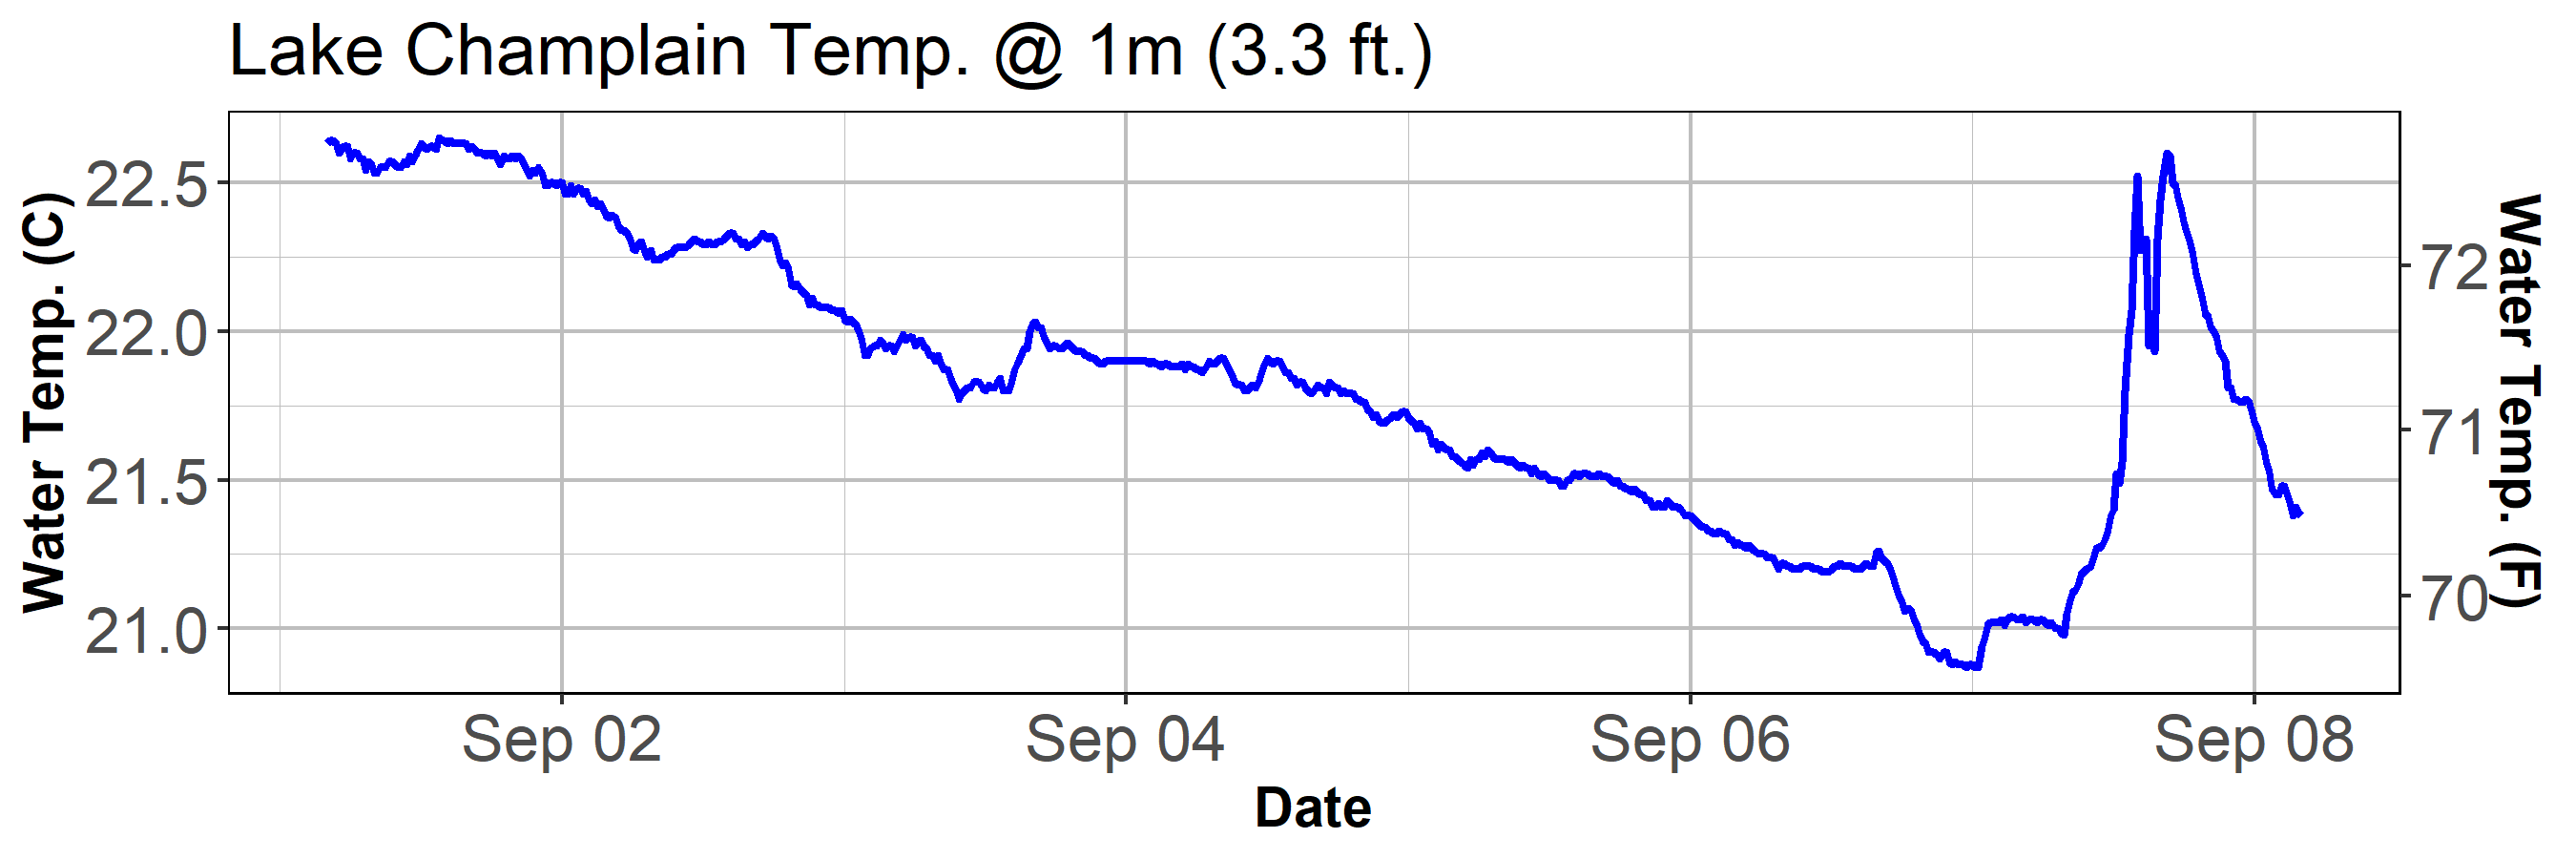 Lake Champlain Temp. @ 1m (3.3 ft.)
Water Temp. (C)
22.5
22.0
21.5
21.0
72
71
70
Water Temp. (F)
Sep 02 Sep 04 Sep 06 Sep 08
Date